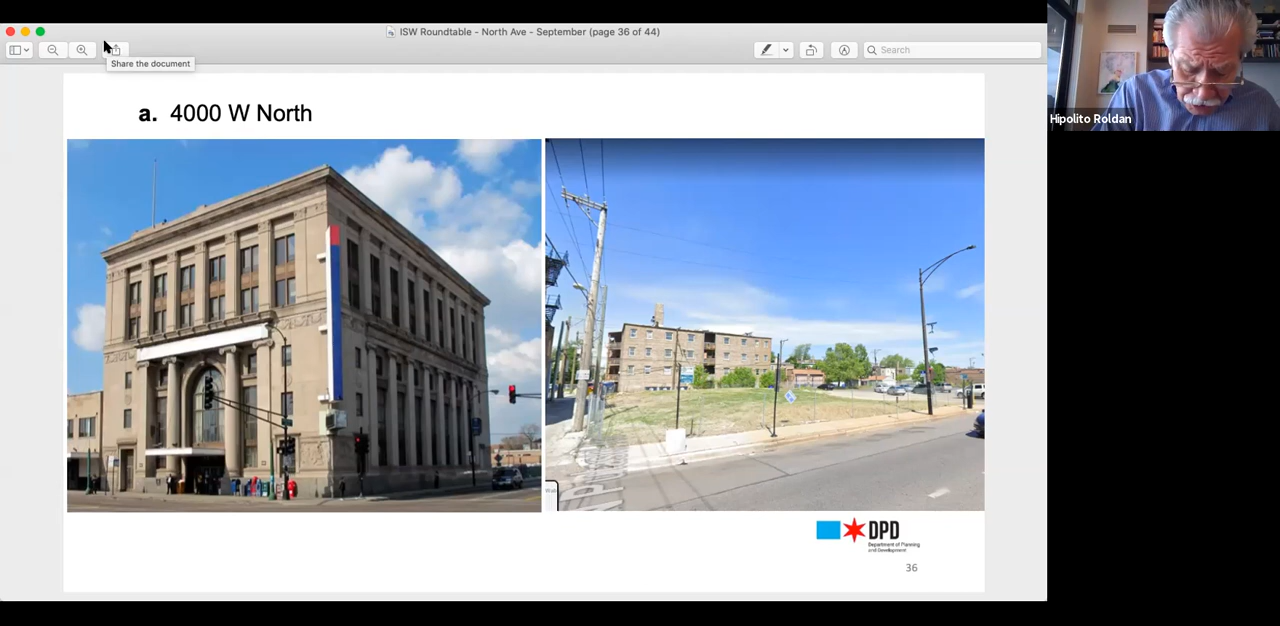 ISW Roundtable - North Ave - September (page 36 of 44)
Search
Share the document
Hipolito Roldan
a. 4000 W North
DPD
Department of Planning
and Development
36